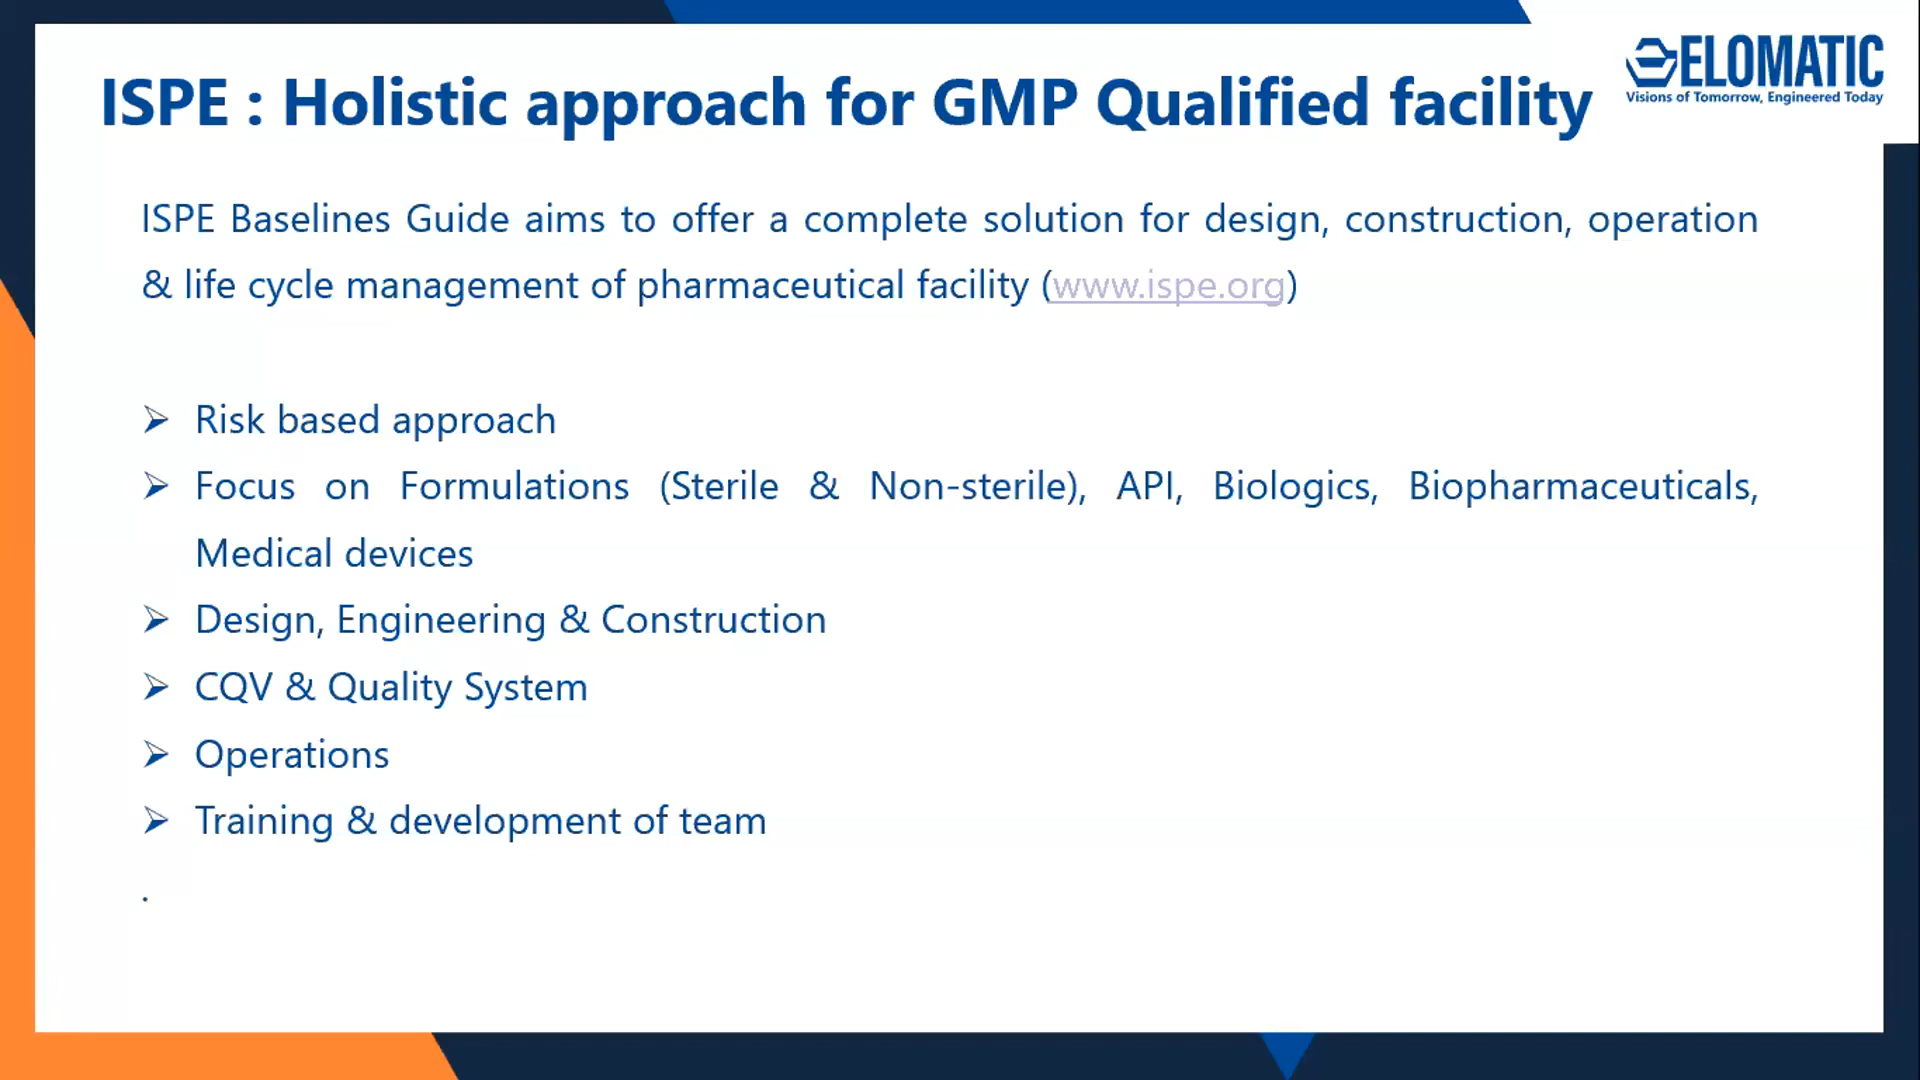 ISPE : Holistic approach for GMP Qualified facility
ELOMATIC
Visions of Tomorrow, Engineered Today
ISPE Baselines Guide aims to offer a complete solution for design, construction, operation
& life cycle management of pharmaceutical facility (www.ispe.org)
➢ Risk based approach
➢ Focus on Formulations (Sterile & Non-sterile), API, Biologics, Biopharmaceuticals,
Medical devices
➢ Design, Engineering & Construction
➢ CQV & Quality System
➢ Operations
➢ Training & development of team
.